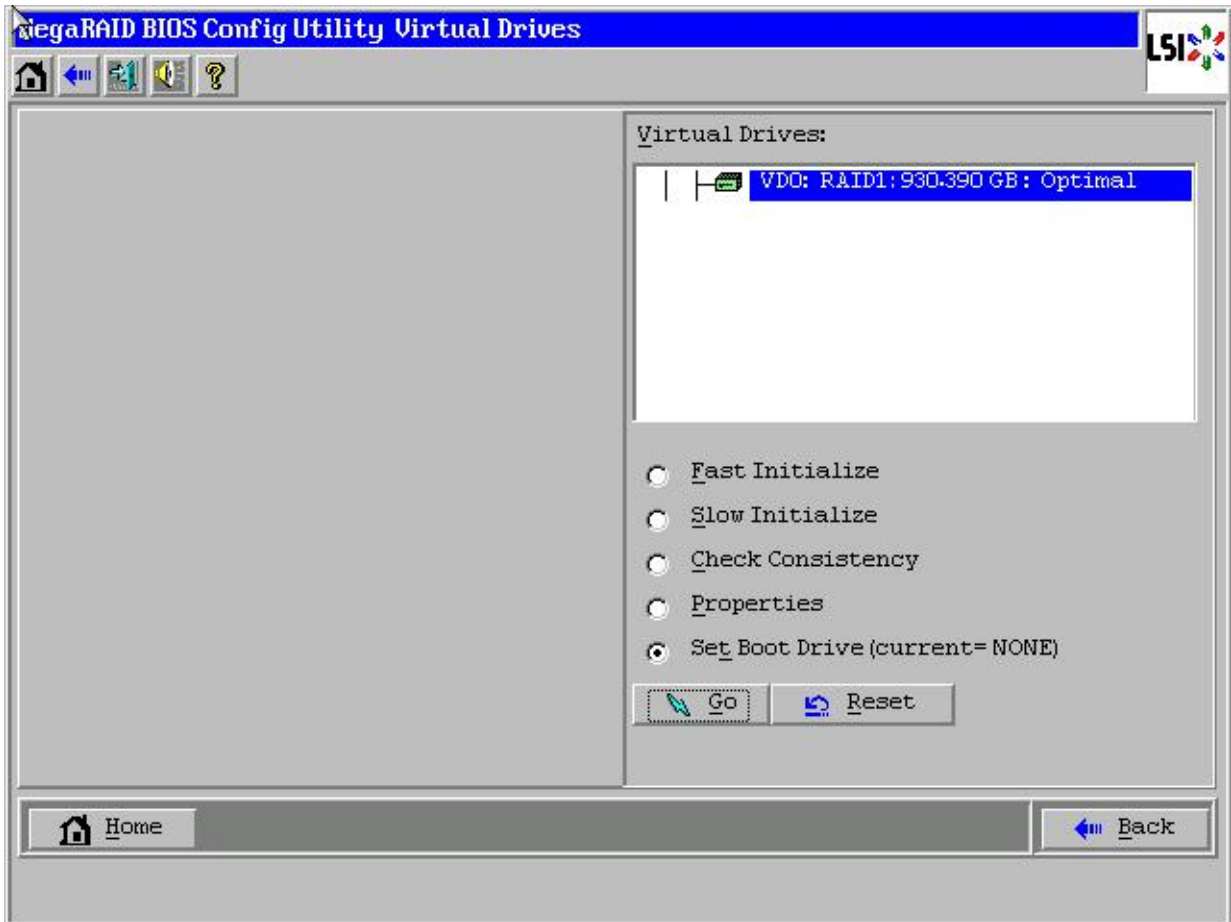 MegaRAID BIOS Config Utility Virtual Drives
LSI
Virtual Drives:
VD0: RAID1:930.390 GB: Optimal
Fast Initialize
Slow Initialize
Check Consistency
Properties
Set Boot Drive (current= NONE)
Go
Reset
Home
Back